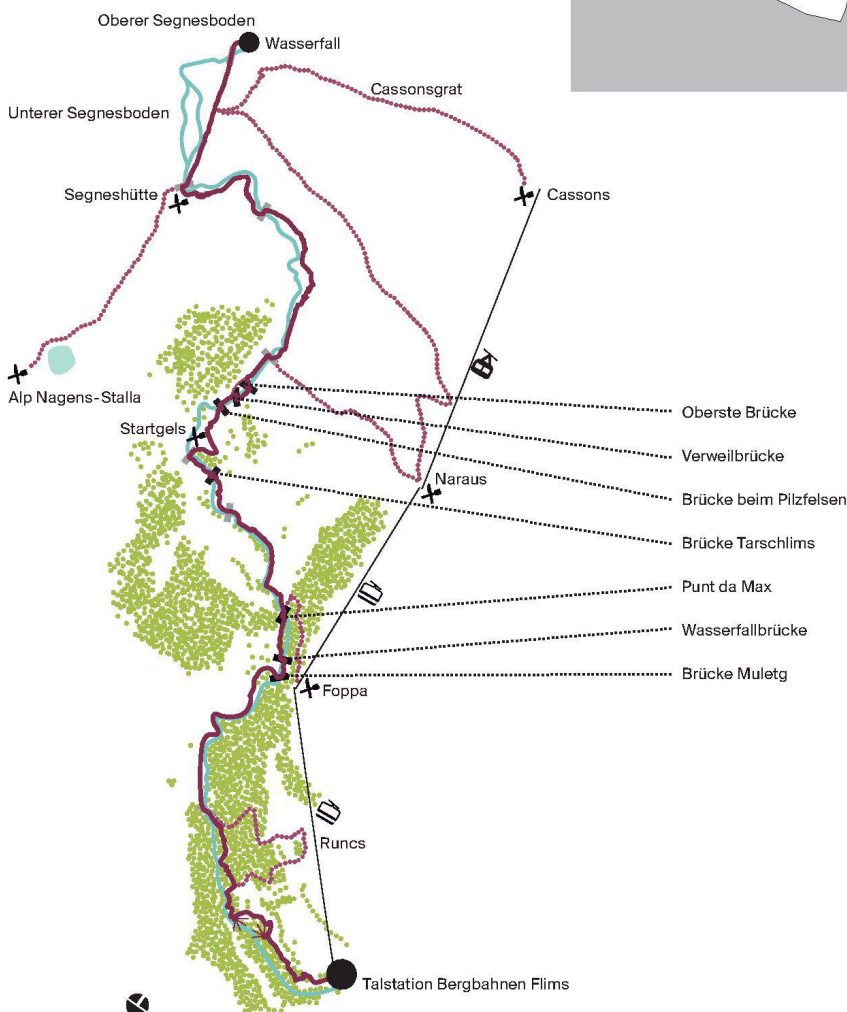 Oberer Segnesboden
Wasserfall
Cassonsgrat
Unterer Segnesboden
Segneshütte
Cassons
Alp Nagens-Stalla
Oberste Brücke
Startgels
Verweilbrücke
Naraus
Brücke beim Pilzfelsen
Brücke Tarschlims
Punt da Max
Wasserfallbrücke
Brücke Muletg
Foppa
Runcs
Talstation Bergbahnen Flims